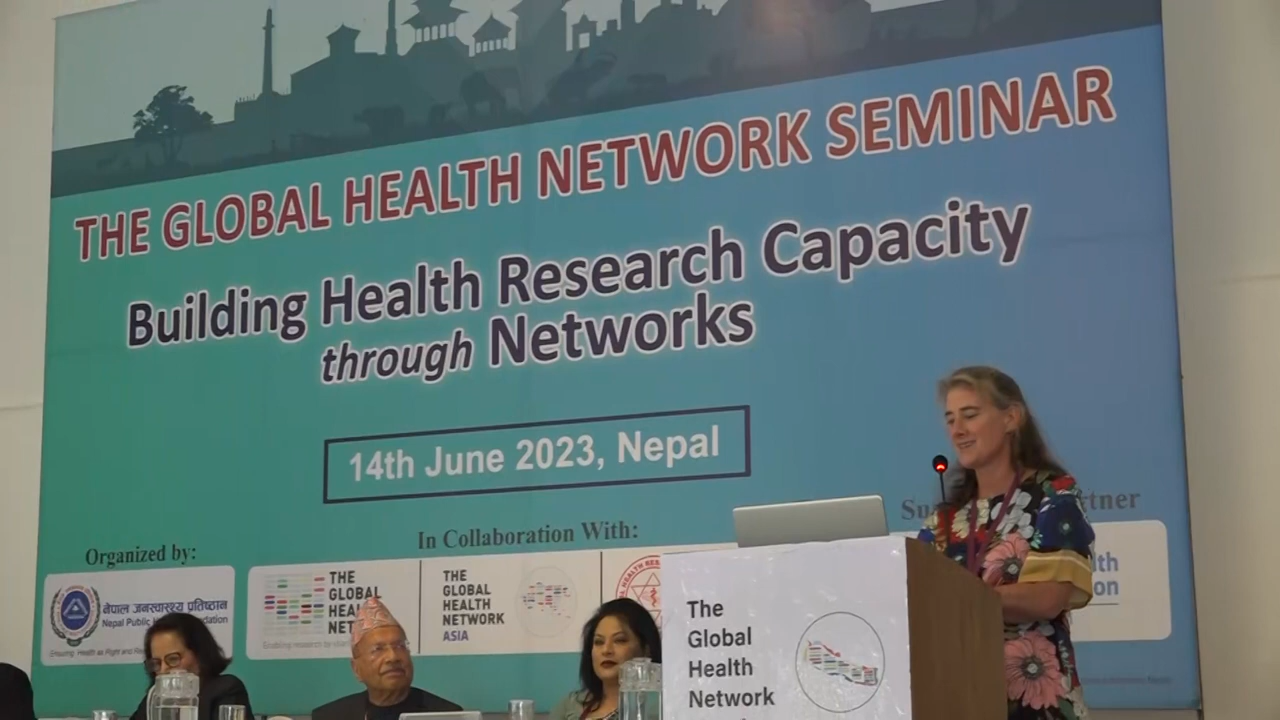 THE GLOBAL HEALTH NETWORK SEMINAR
Building Health Research Capacity
through Networks
14th June 2023, Nepal
Organized by:
In Collaboration With:
नेपाल जनस्वास्थ्य प्रतिष्ठान
Nepal Public
THE
GLOBAL
THE
GLOBAL
HEALTH
NETWORK
ASIA
The
Global
Health
Network